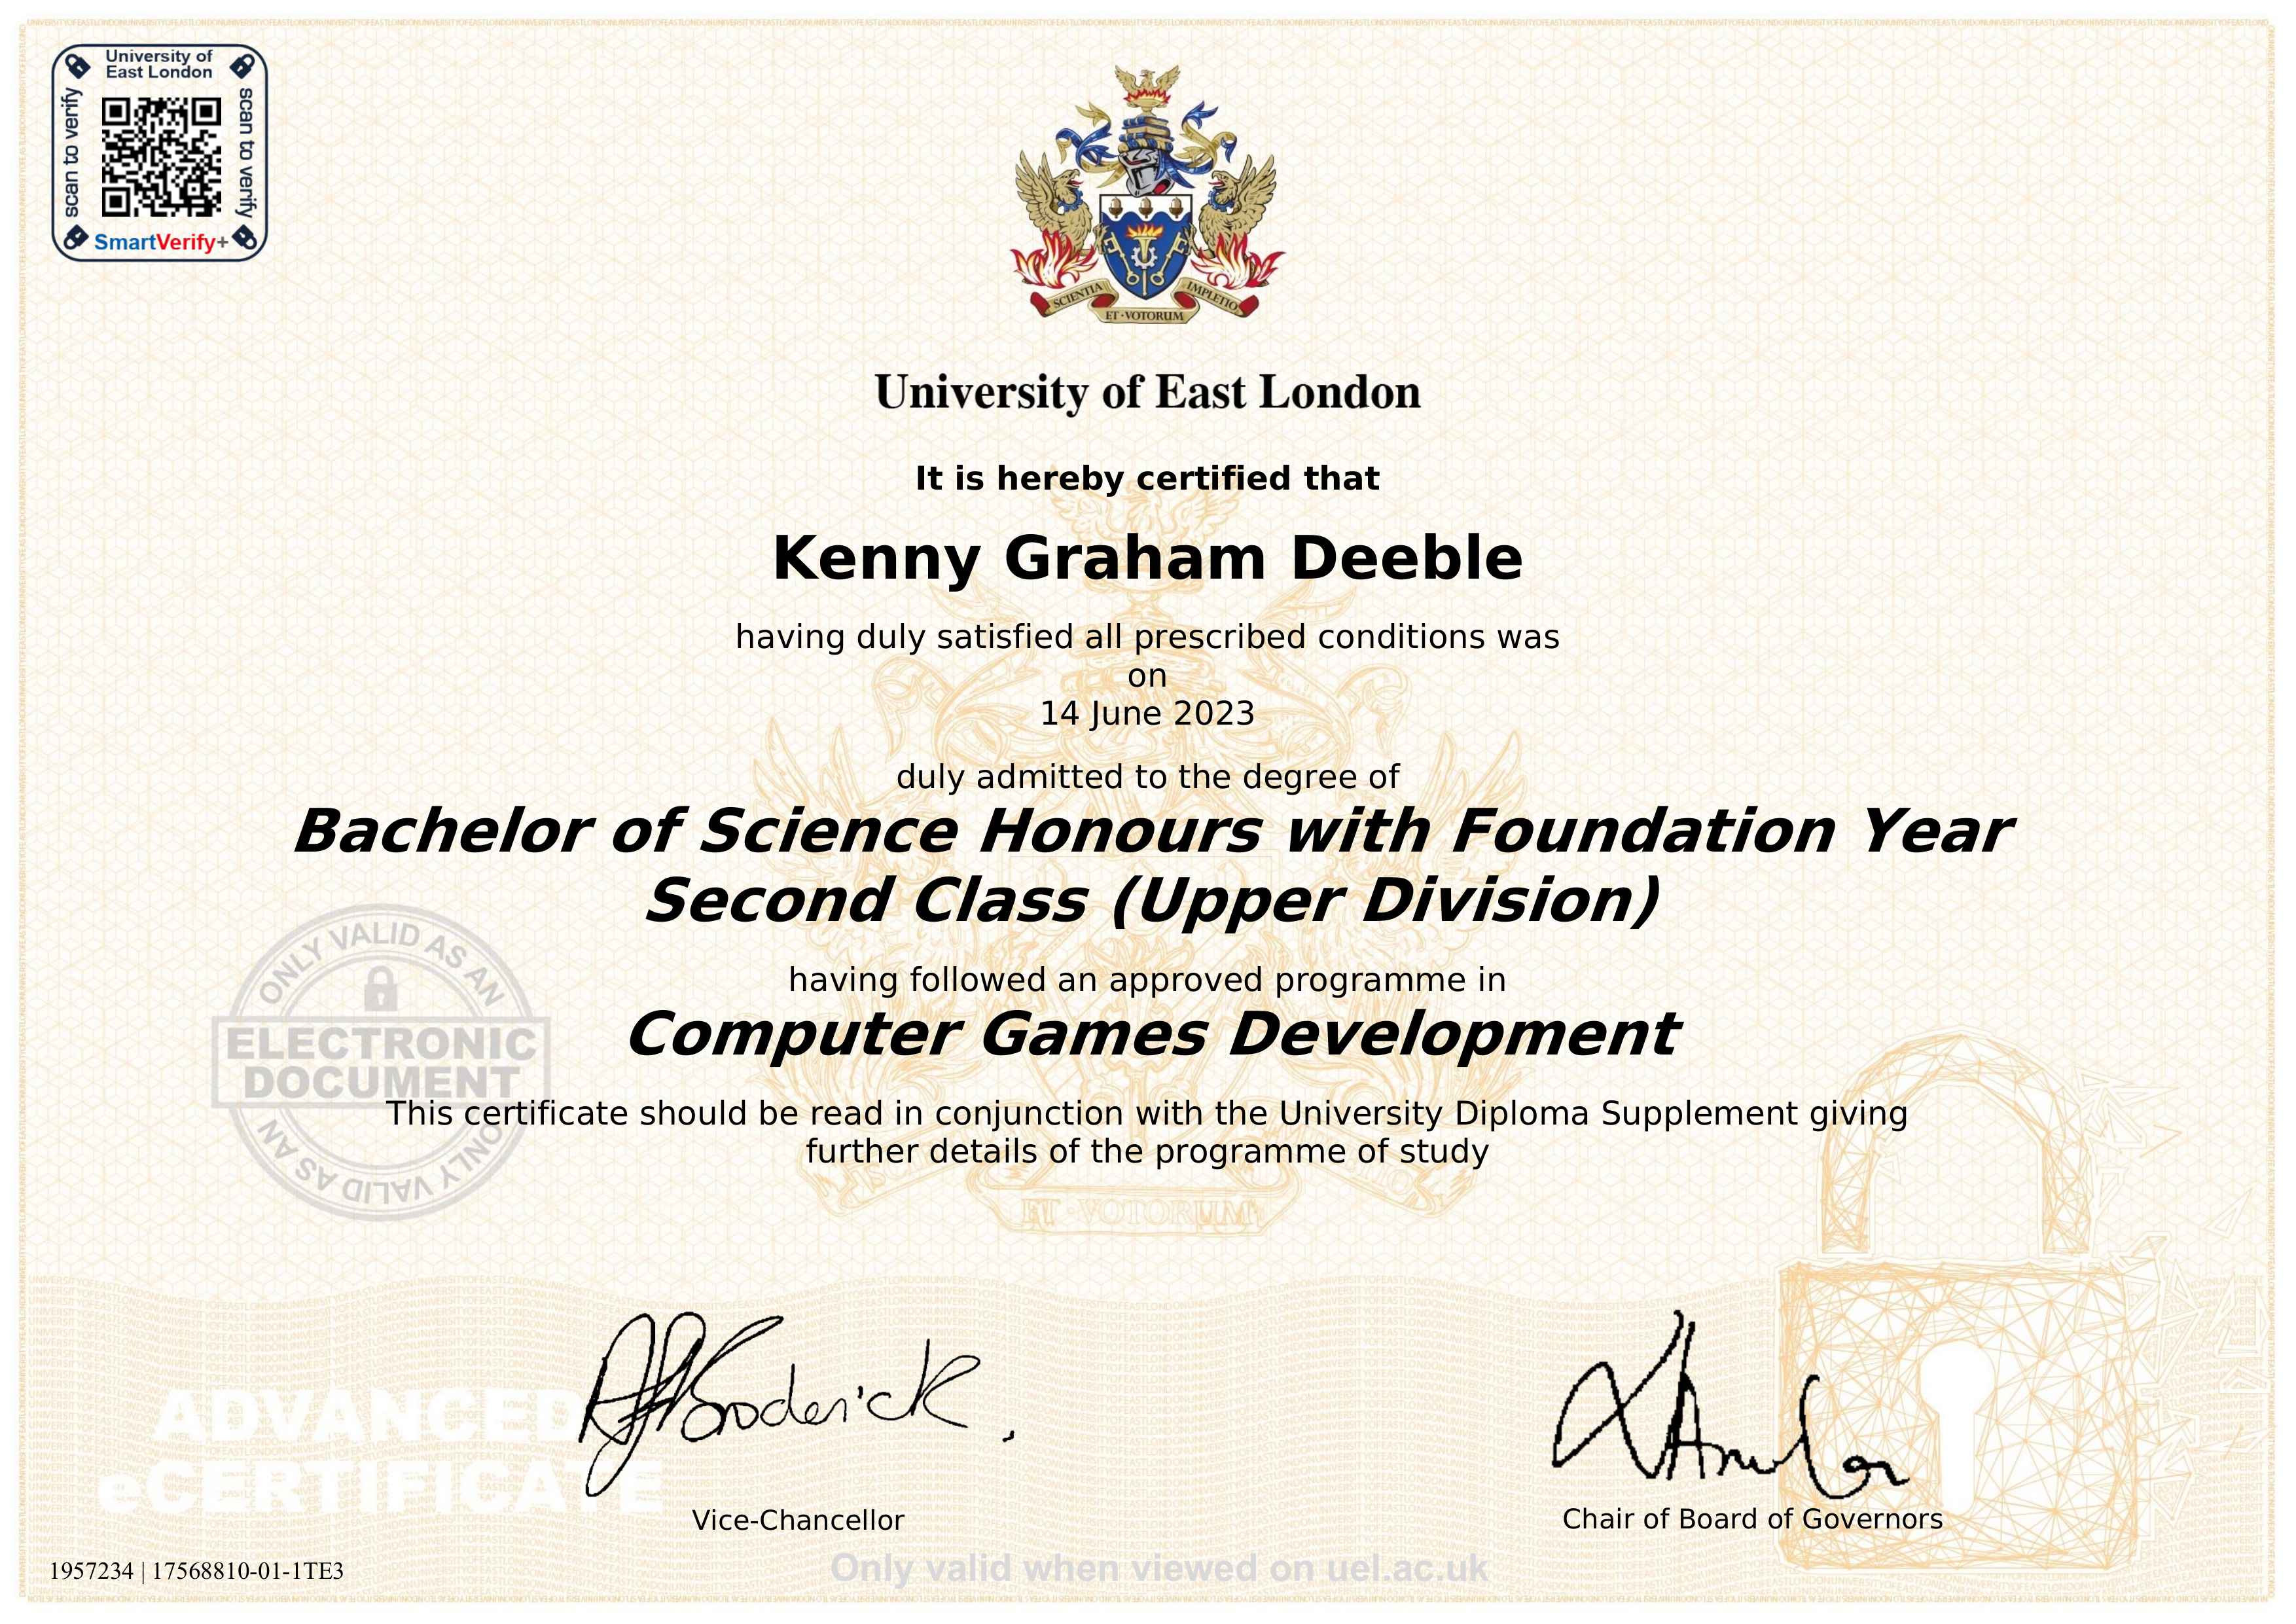 University of
East London
scan to verify
scan to verify
SmartVerify+
SCIENTIA
ET·VOTORUM
IMPLETIO
University of East London
It is hereby certified that
Kenny Graham Deeble
having duly satisfied all prescribed conditions was
on
14 June 2023
duly admitted to the degree of
Bachelor of Science Honours with Foundation Year
Second Class (Upper Division)
having followed an approved programme in
Computer Games Development
ONLY VALID AS AN
ELECTRONIC
DOCUMENT
ONLY VALID AS AN
This certificate should be read in conjunction with the University Diploma Supplement giving
further details of the programme of study
ET·VOTORUM
ADVANCED
eCERTIFICATE
Vice-Chancellor
Chair of Board of Governors
1957234 | 17568810-01-1TE3
Only valid when viewed on uel.ac.uk